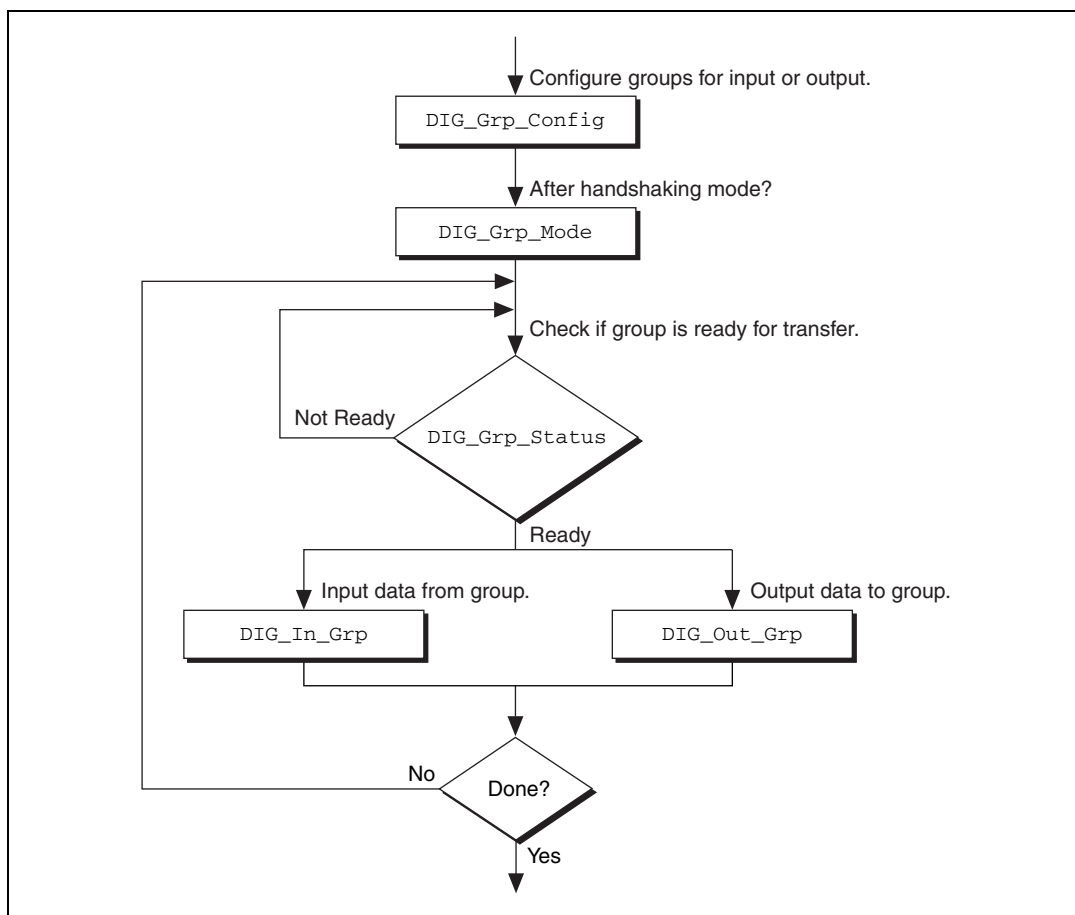 Configure groups for input or output.
DIG_Grp_Config
After handshaking mode?
DIG_Grp_Mode
Check if group is ready for transfer.
Not Ready
DIG_Grp_Status
Ready
Input data from group.
Output data to group.
DIG_In_Grp
DIG_Out_Grp
No
Done?
Yes